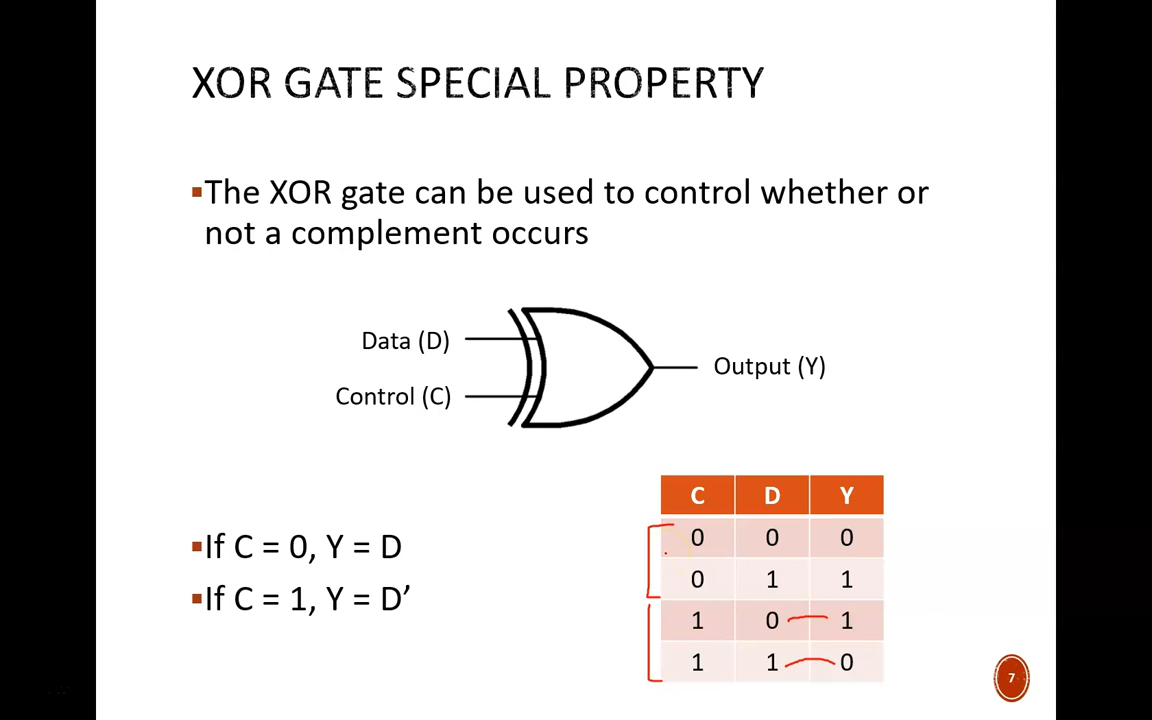 XOR GATE SPECIAL PROPERTY
▪The XOR gate can be used to control whether or
not a complement occurs
Data (D)
Control (C)
Output (Y)
▪If C = 0, Y = D
▪If C = 1, Y = D’
C D Y
0 0 0
0 1 1
1 0 1
1 1 0
7